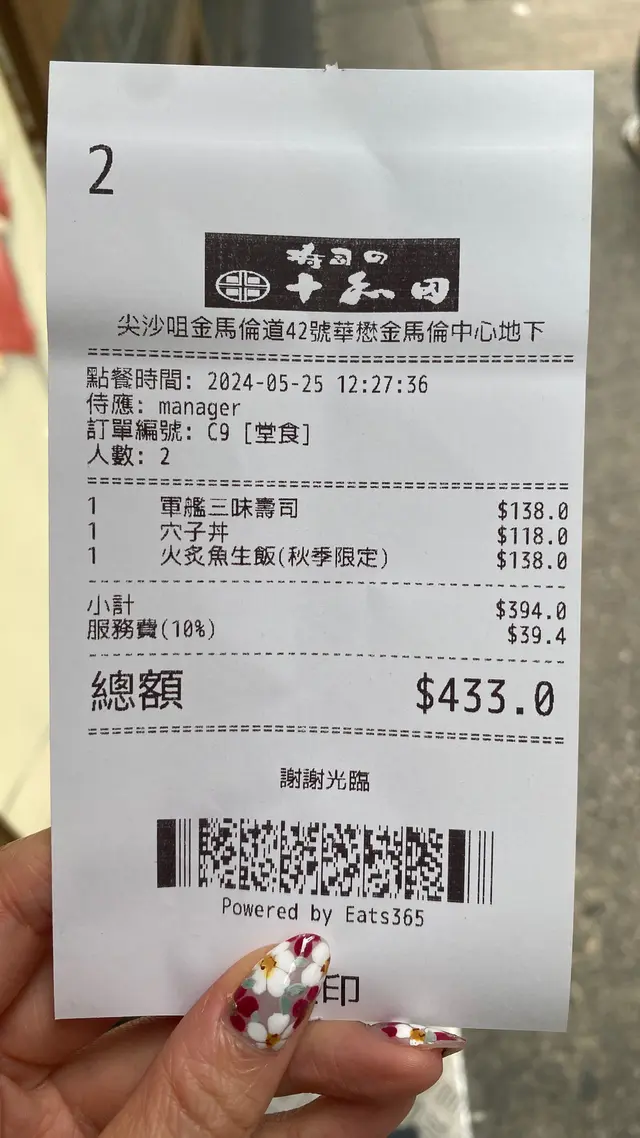 2
寿司の
十和田
尖沙咀金馬倫道42號華懋金馬倫中心地下
點餐時間: 2024-05-25 12:27:36
侍應: manager
訂單編號: C9 [堂食]
人數: 2
1 軍艦三味壽司 $138.0
1 穴子丼 $118.0
1 火炙魚生飯(秋季限定) $138.0
小計 $394.0
服務費(10%) $39.4
總額 $433.0
謝謝光臨
Powered by Eats365
印